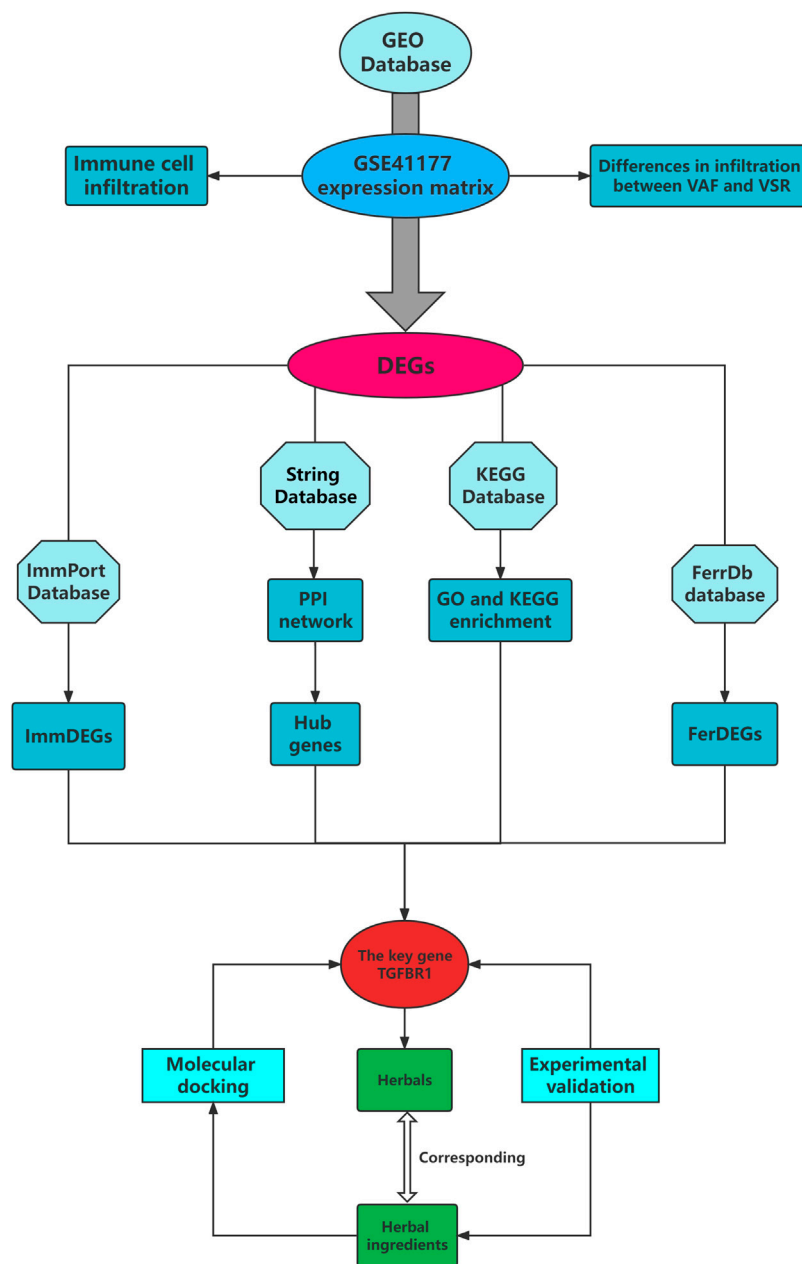 GEO
Database
Immune cell
infiltration
GSE41177
expression matrix
Differences in infiltration
between VAF and VSR
DEGs
String
Database
KEGG
Database
ImmPort
Database
FerrDb
database
PPI
network
GO and KEGG
enrichment
ImmDEGs
Hub
genes
FerDEGs
The key gene
TGFBR1
Molecular
docking
Herbals
Experimental
validation
Corresponding
Herbal
ingredients